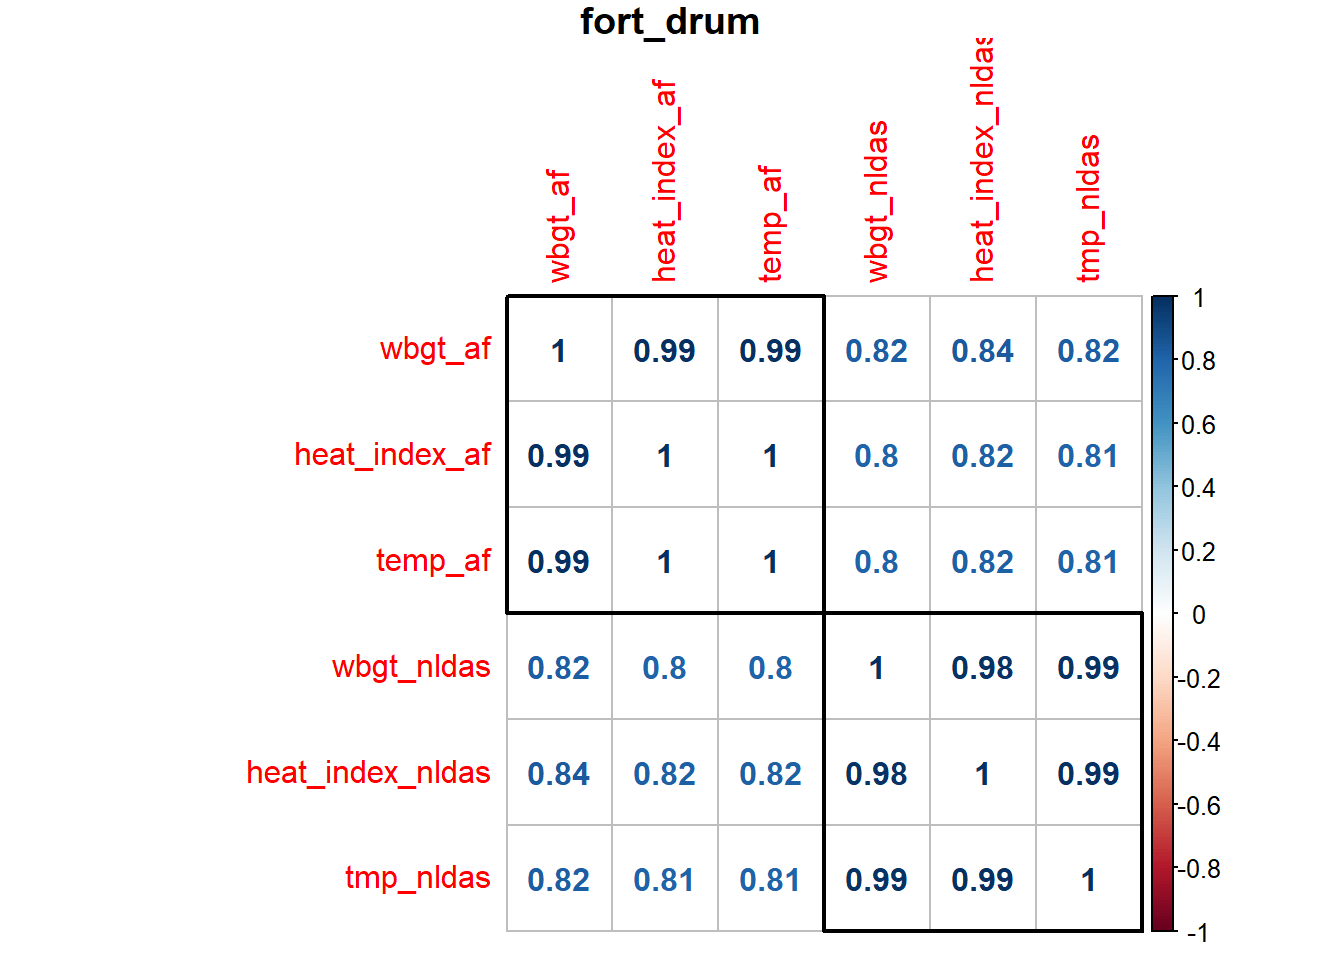 fort_drum
wbgt_af heat_index_af temp_af wbgt_nldas heat_index_nldas tmp_nldas
wbgt_af 1 0.99 0.99 0.82 0.84 0.82
heat_index_af 0.99 1 1 0.8 0.82 0.81
temp_af 0.99 1 1 0.8 0.82 0.81
wbgt_nldas 0.82 0.8 0.8 1 0.98 0.99
heat_index_nldas 0.84 0.82 0.82 0.98 1 0.99
tmp_nldas 0.82 0.81 0.81 0.99 0.99 1
1
0.8
0.6
0.4
0.2
0
-0.2
-0.4
-0.6
-0.8
-1